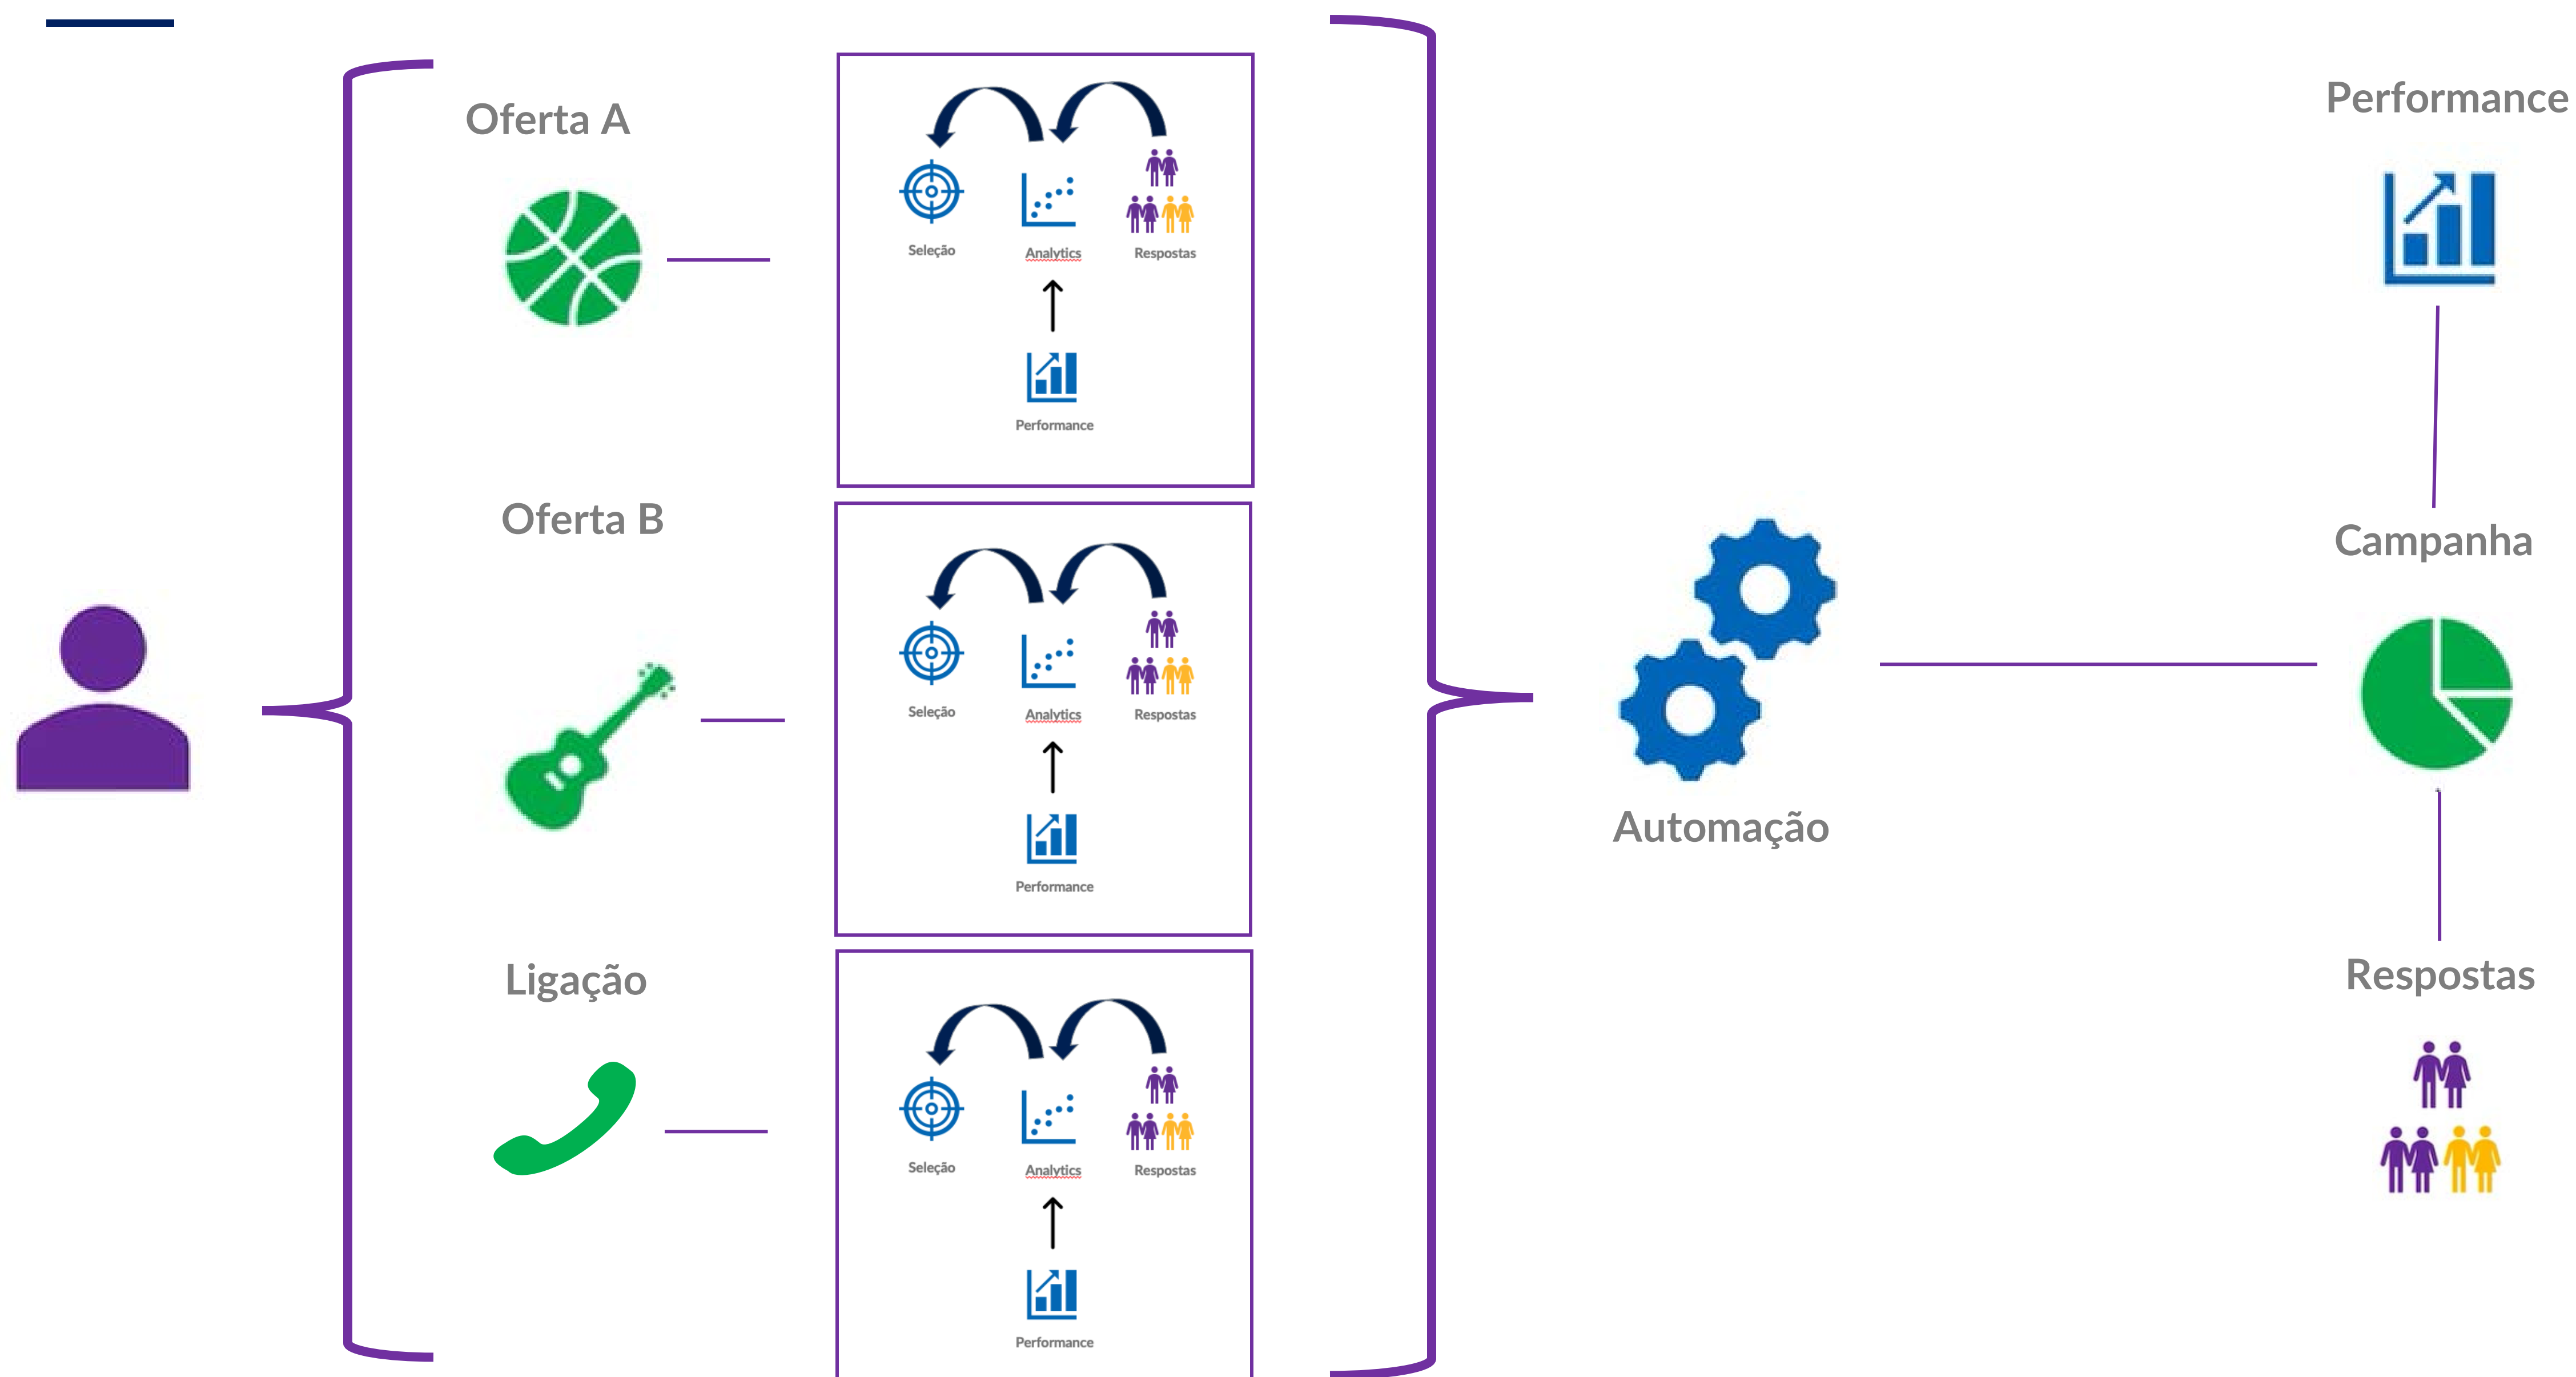 Oferta A
Seleção
Analytics
Respostas
Performance
Oferta B
Seleção
Analytics
Respostas
Performance
Ligação
Seleção
Analytics
Respostas
Performance
Automação
Performance
Campanha
Respostas